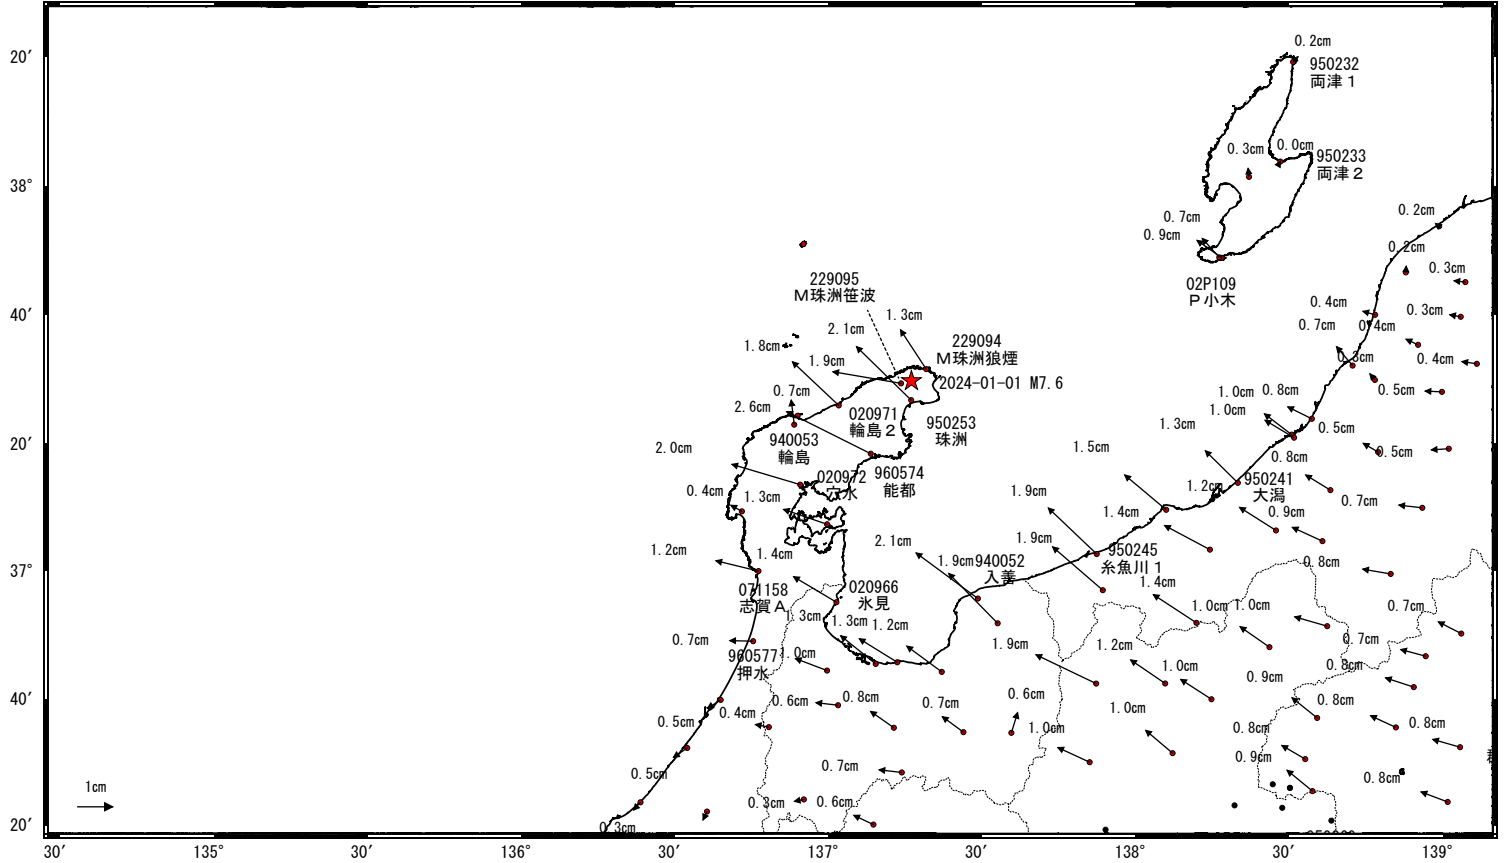 0.2cm
20′
950232
両津１
0.3cm
0.0cm
950233
両津２
38°
0.7cm
0.9cm
0.2cm
0.2cm
0.3cm
229095
Ｍ珠洲笹波
02P109
Ｐ小木
40′
1.3cm
2.1cm
0.4cm
0.3cm
0.7cm
0.4cm
229094
Ｍ珠洲狼煙
1.8cm
1.9cm
0.3cm
0.4cm
2024-01-01 M7.6
0.7cm
1.0cm
0.8cm
0.5cm
2.6cm
1.0cm
020971
輪島２
950253
珠洲
1.3cm
0.5cm
20′
940053
輪島
2.0cm
1.5cm
0.8cm
0.5cm
020972
穴水
960574
能都
950241
大潟
0.4cm
1.3cm
1.9cm
1.2cm
0.7cm
1.4cm
0.9cm
2.1cm
1.9cm
1.2cm
1.4cm
1.9cm
940052
入善
950245
糸魚川１
0.8cm
37°
1.4cm
071158
志賀Ａ
020966
氷見
1.3cm
1.3cm
1.2cm
1.0cm
1.0cm
0.7cm
0.7cm
1.9cm
1.2cm
0.7cm
960577
押水
1.0cm
1.0cm
0.8cm
0.9cm
40′
0.6cm
0.8cm
0.7cm
0.6cm
0.8cm
0.4cm
1.0cm
0.5cm
1.0cm
0.8cm
0.8cm
0.9cm
0.5cm
0.7cm
0.8cm
1cm
0.3cm
0.6cm
0.3cm
20′
30′
135°
30′
136°
30′
137°
30′
138°
30′
139°